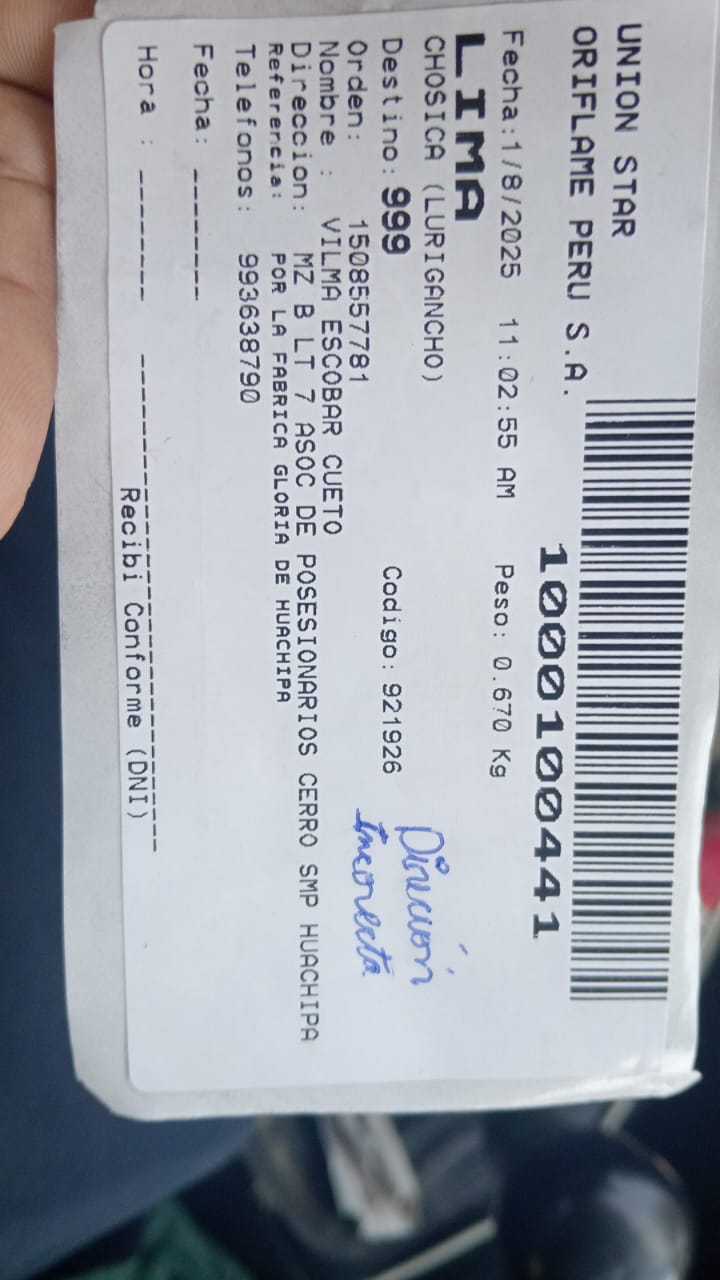 UNION STAR
ORIFLAME PERU S.A.
1000100441
Fecha:1/8/2025 11:02:55 AM Peso: 0.670 Kg
LIMA
CHOSICA (LURIGANCHO)
Destino: 999 Codigo: 921926
Dirección
Incorrecta
Orden: 1508557781
Nombre : VILMA ESCOBAR CUETO
Direccion: MZ B LT 7 ASOC DE POSESIONARIOS CERRO SMP HUACHIPA
Referencia: POR LA FABRICA GLORIA DE HUACHIPA
Telefonos: 993638790
Fecha: -------
Hora : -------- ------------------------------
Recibi Conforme (DNI)